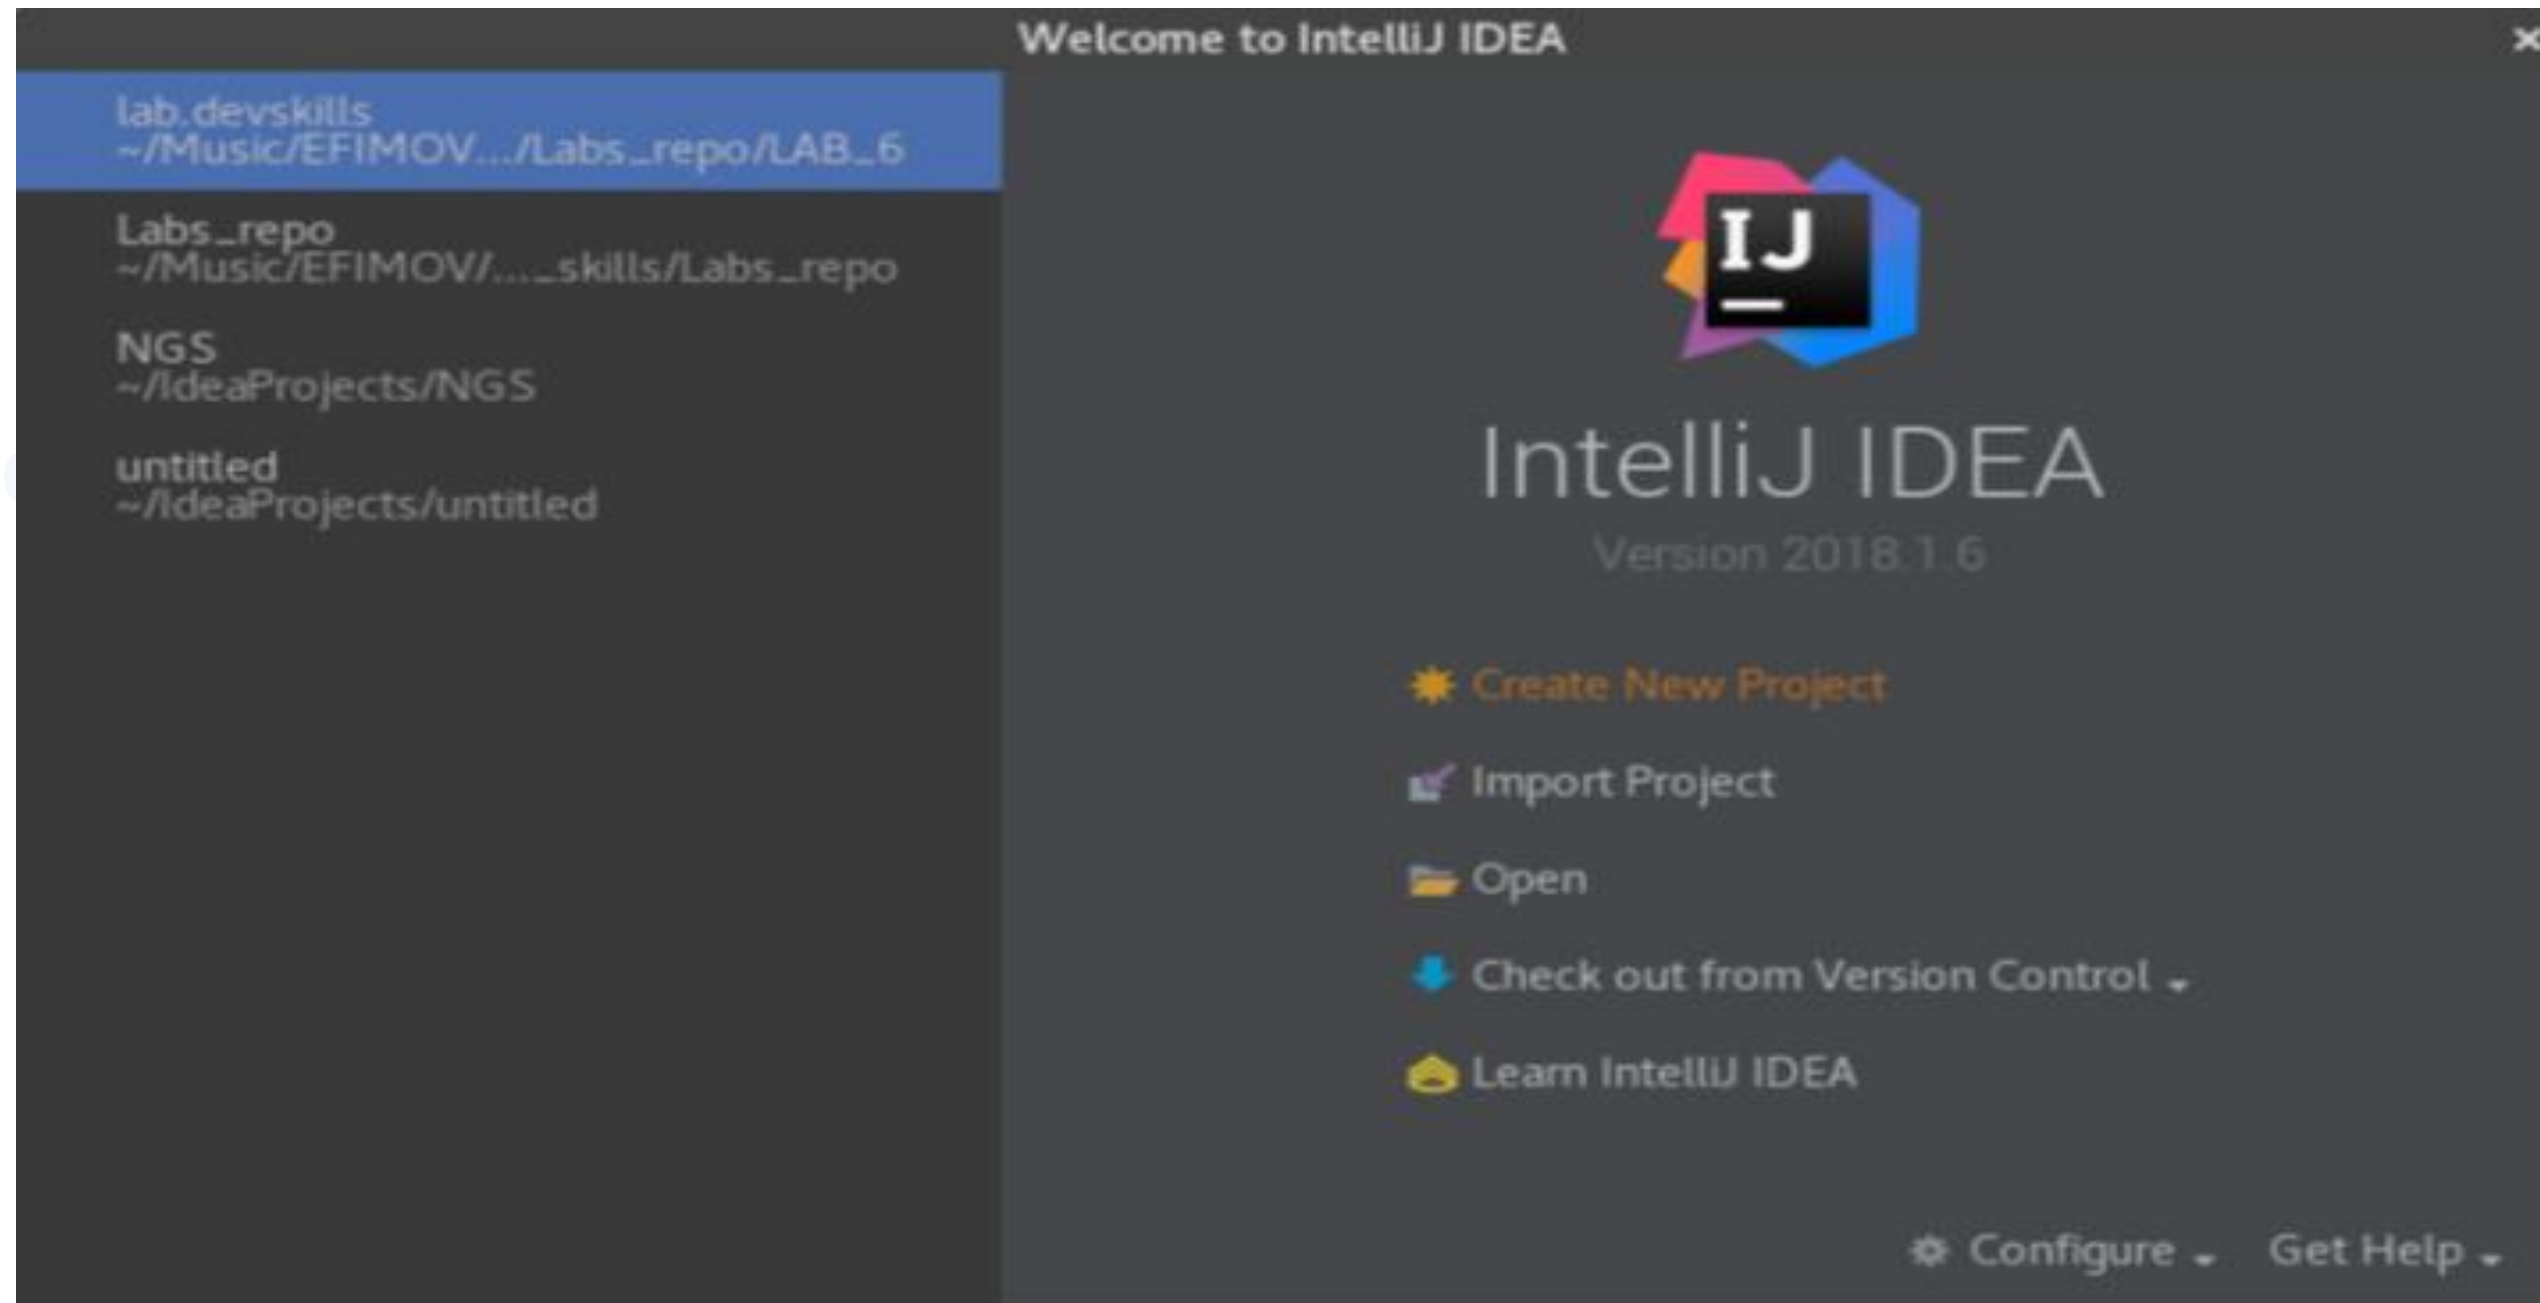 Welcome to IntelliJ IDEA
lab.devskills
~/Music/EFIMOV.../Labs_repo/LAB_6
Labs_repo
~/Music/EFIMOV/..._skills/Labs_repo
NGS
~/IdeaProjects/NGS
untitled
~/IdeaProjects/untitled
IJ
IntelliJ IDEA
Version 2018.1.6
Create New Project
Import Project
Open
Check out from Version Control
Learn IntelliJ IDEA
Configure
Get Help